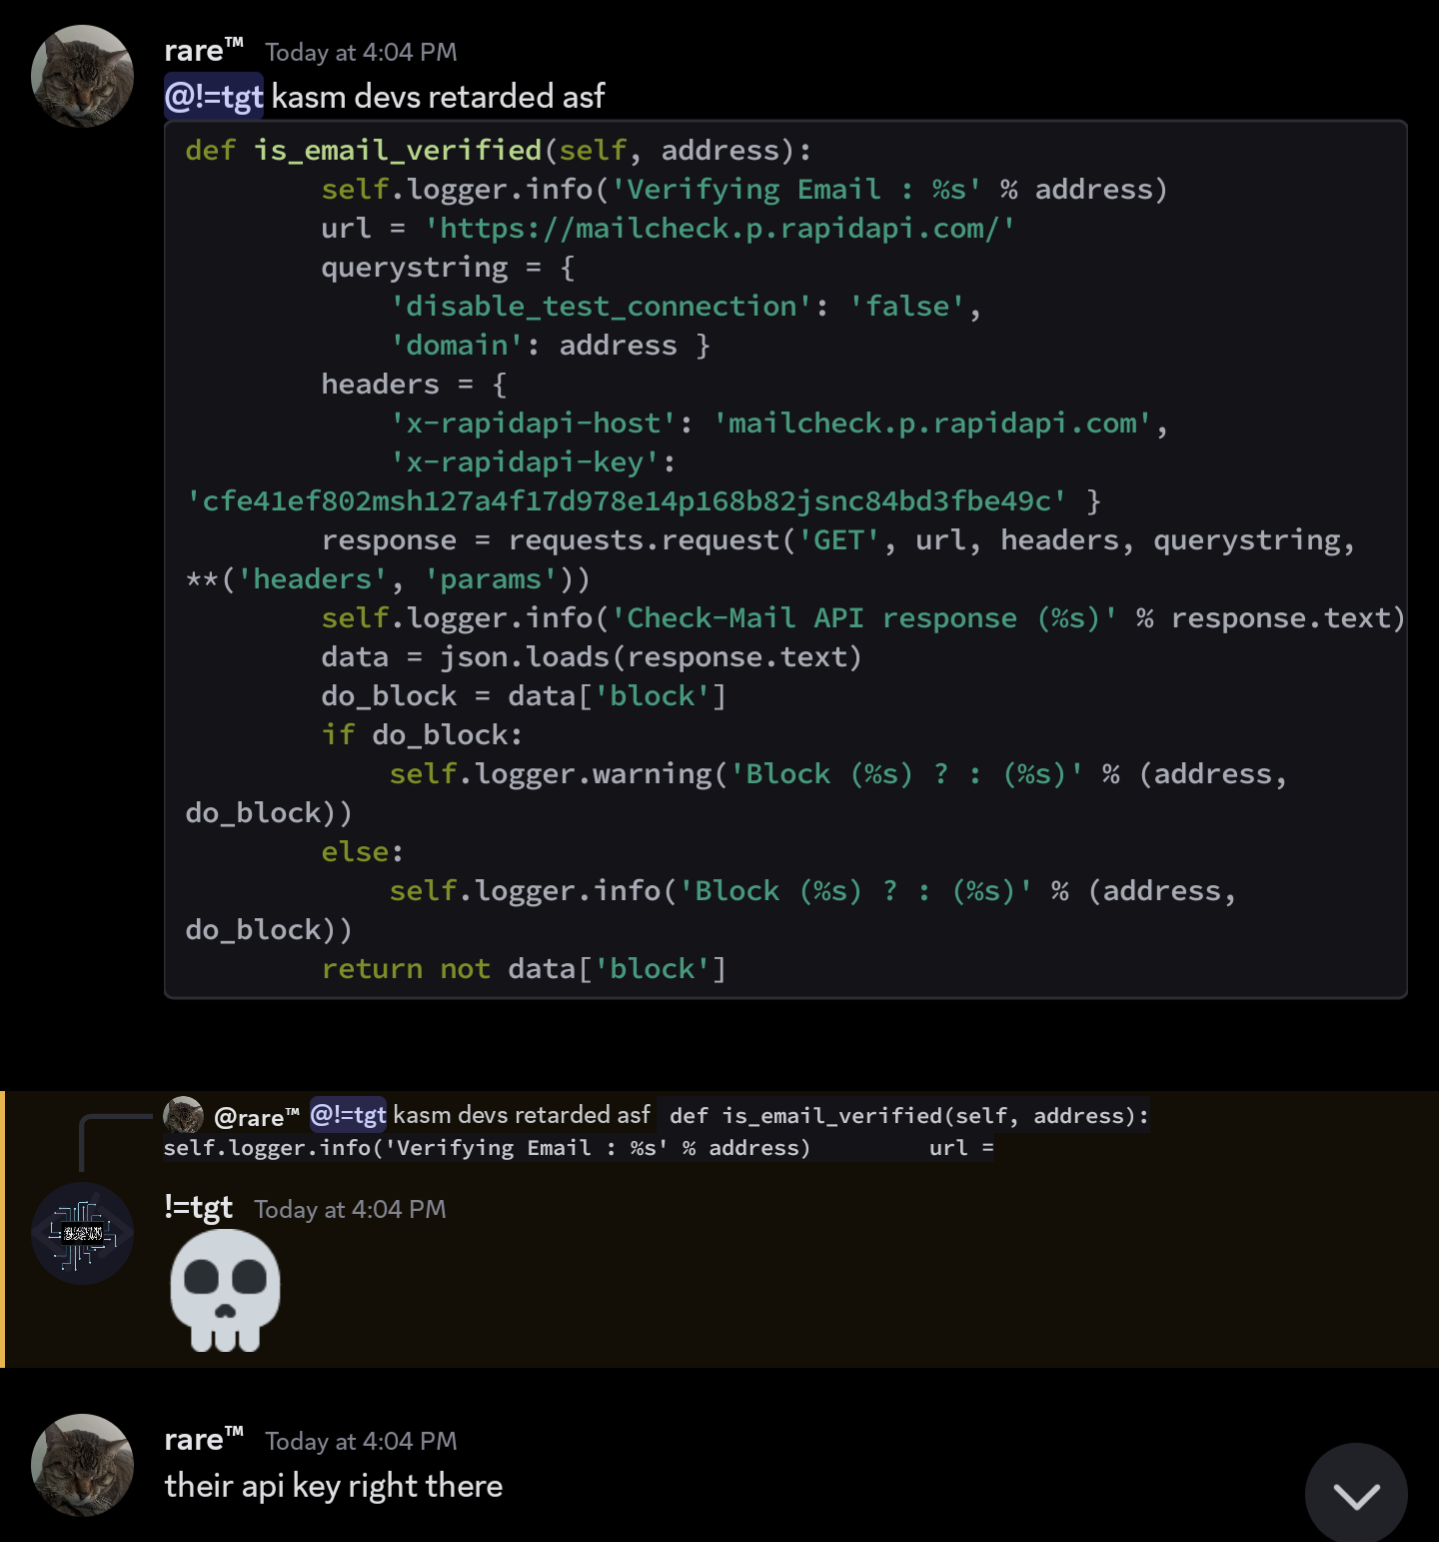 rare™ Today at 4:04 PM
@!=tgt kasm devs retarded asf
def is_email_verified(self, address):
        self.logger.info('Verifying Email : %s' % address)
        url = 'https://mailcheck.p.rapidapi.com/'
        querystring = {
            'disable_test_connection': 'false',
            'domain': address }
        headers = {
            'x-rapidapi-host': 'mailcheck.p.rapidapi.com',
            'x-rapidapi-key':
'cfe41ef802msh127a4f17d978e14p168b82jsnc84bd3fbe49c' }
        response = requests.request('GET', url, headers, querystring,
**('headers', 'params'))
        self.logger.info('Check-Mail API response (%s)' % response.text)
        data = json.loads(response.text)
        do_block = data['block']
        if do_block:
            self.logger.warning('Block (%s) ? : (%s)' % (address,
do_block))
        else:
            self.logger.info('Block (%s) ? : (%s)' % (address,
do_block))
        return not data['block']
@rare™ @!=tgt kasm devs retarded asf def is_email_verified(self, address):
self.logger.info('Verifying Email : %s' % address)        url =
!=tgt Today at 4:04 PM
rare™ Today at 4:04 PM
their api key right there